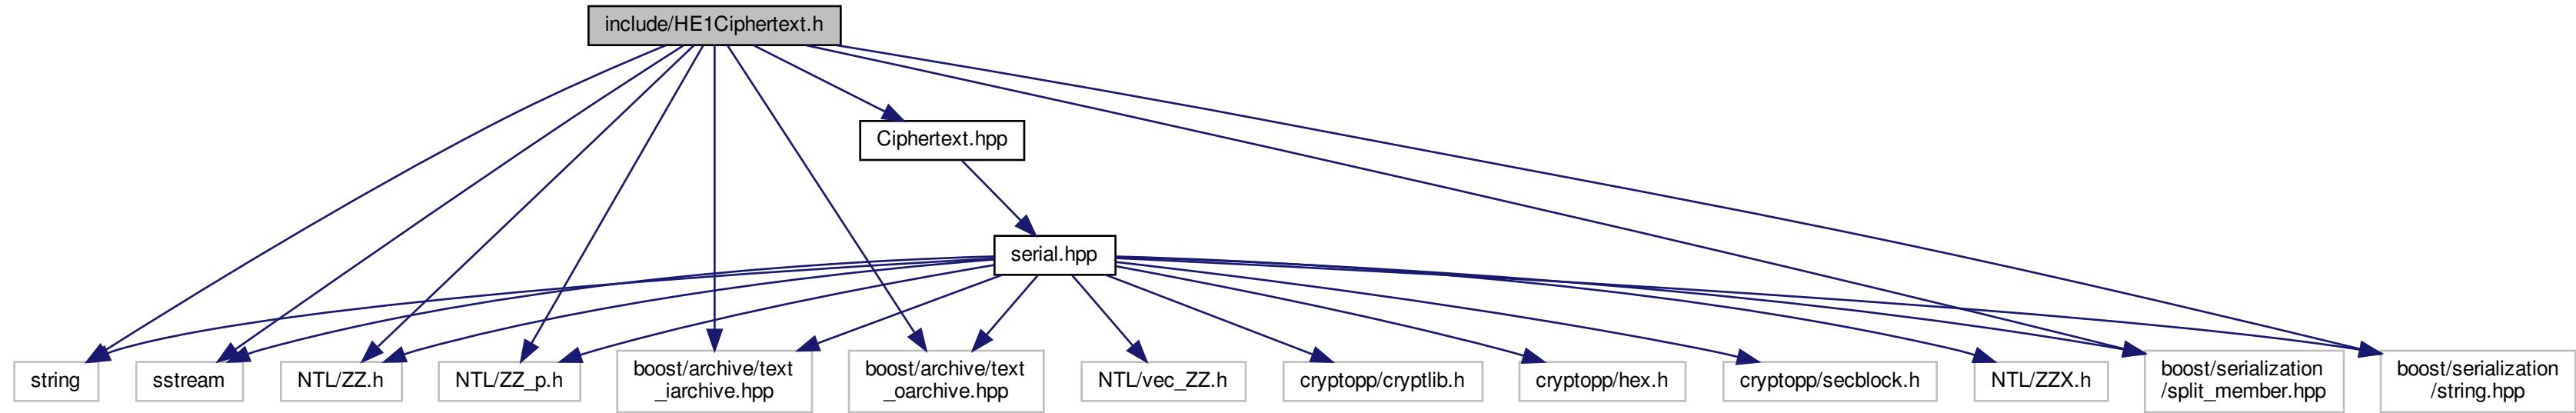 include/HE1Ciphertext.h
Ciphertext.hpp
serial.hpp
string
sstream
NTL/ZZ.h
NTL/ZZ_p.h
boost/archive/text
_iarchive.hpp
boost/archive/text
_oarchive.hpp
NTL/vec_ZZ.h
cryptopp/cryptlib.h
cryptopp/hex.h
cryptopp/secblock.h
NTL/ZZX.h
boost/serialization
/split_member.hpp
boost/serialization
/string.hpp